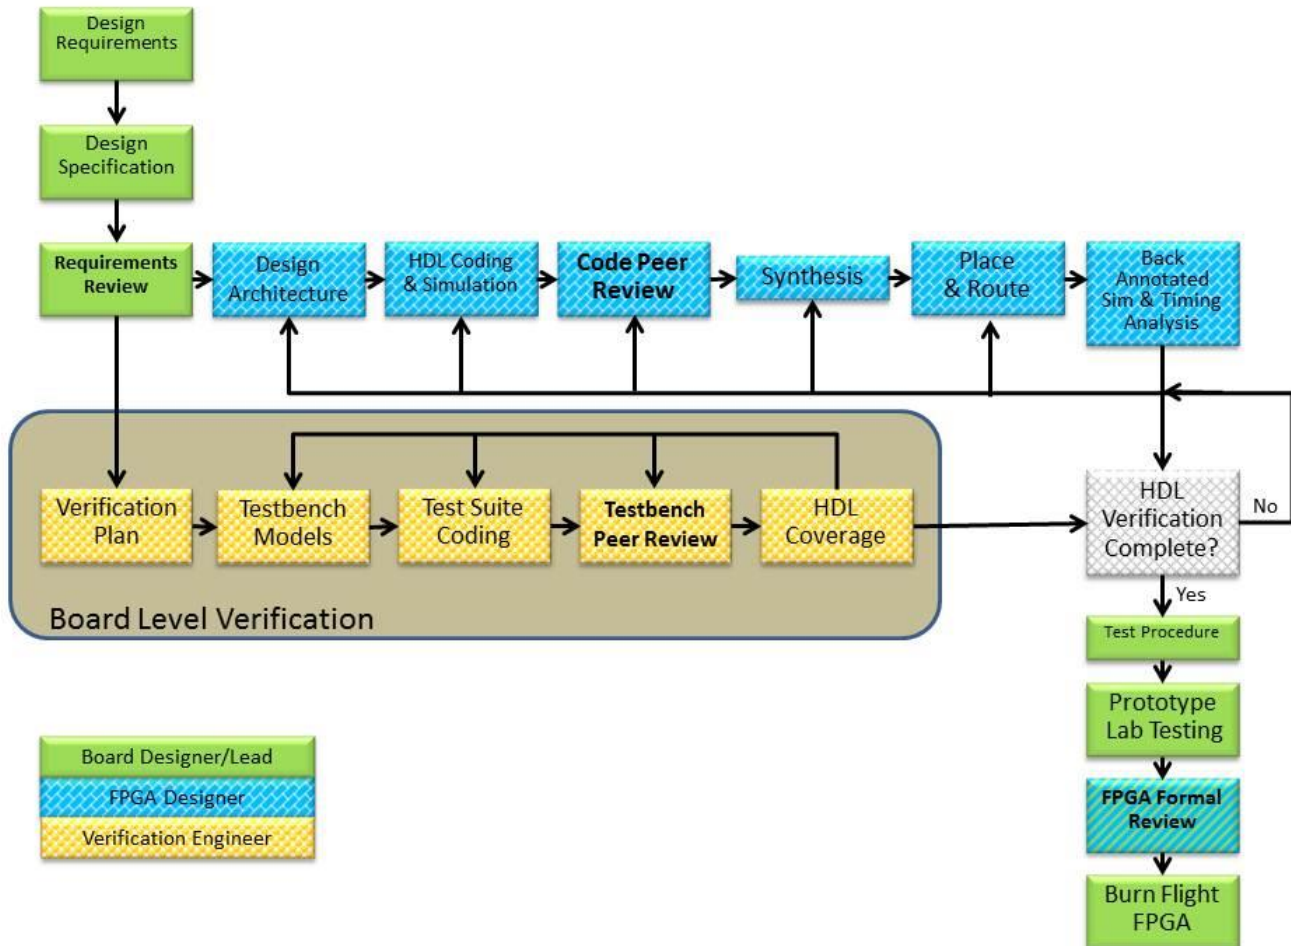 Design
Requirements
Design
Specification
Requirements
Review
Design
Architecture
HDL Coding
& Simulation
Code Peer
Review
Synthesis
Place
& Route
Back
Annotated
Sim & Timing
Analysis
Verification
Plan
Testbench
Models
Test Suite
Coding
Testbench
Peer Review
HDL
Coverage
Board Level Verification
HDL
Verification
Complete?
No
Yes
Test Procedure
Prototype
Lab Testing
FPGA Formal
Review
Burn Flight
FPGA
Board Designer/Lead
FPGA Designer
Verification Engineer